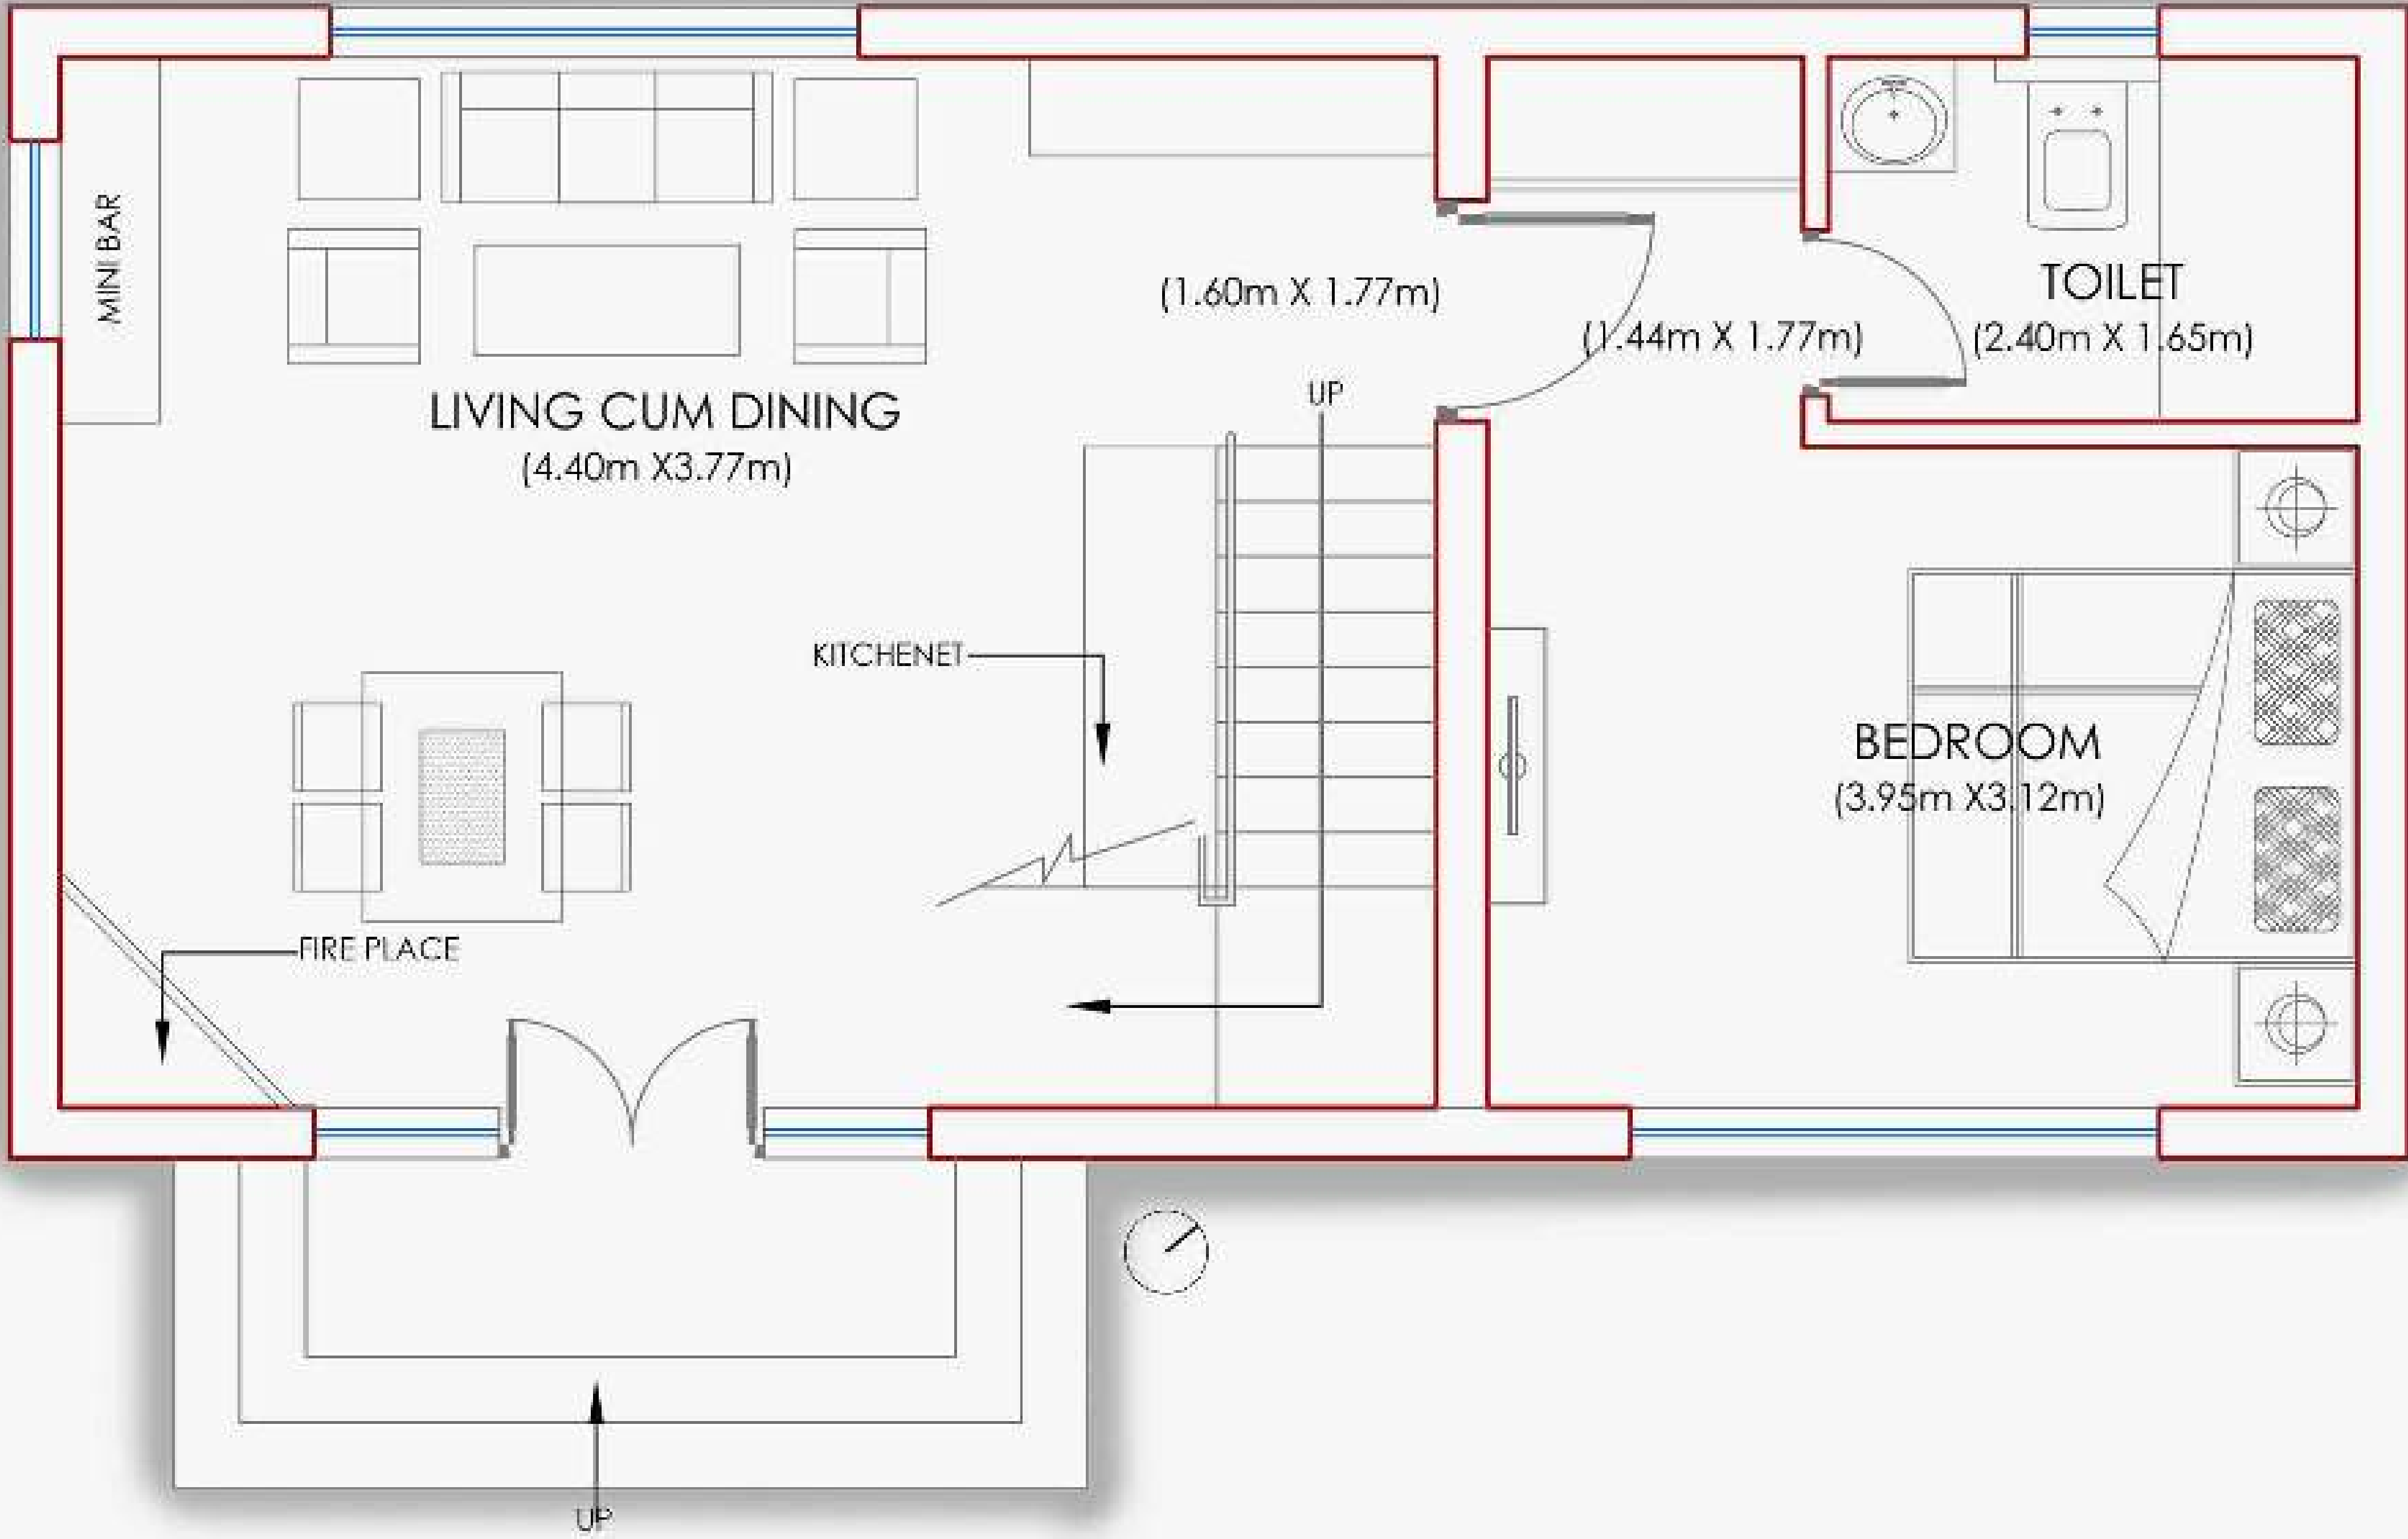 MINI BAR
(1.60m X 1.77m)
(1.44m X 1.77m)
TOILET
(2.40m X 1.65m)
UP
LIVING CUM DINING
(4.40m X3.77m)
KITCHENET
BEDROOM
(3.95m X3.12m)
FIRE PLACE
UP